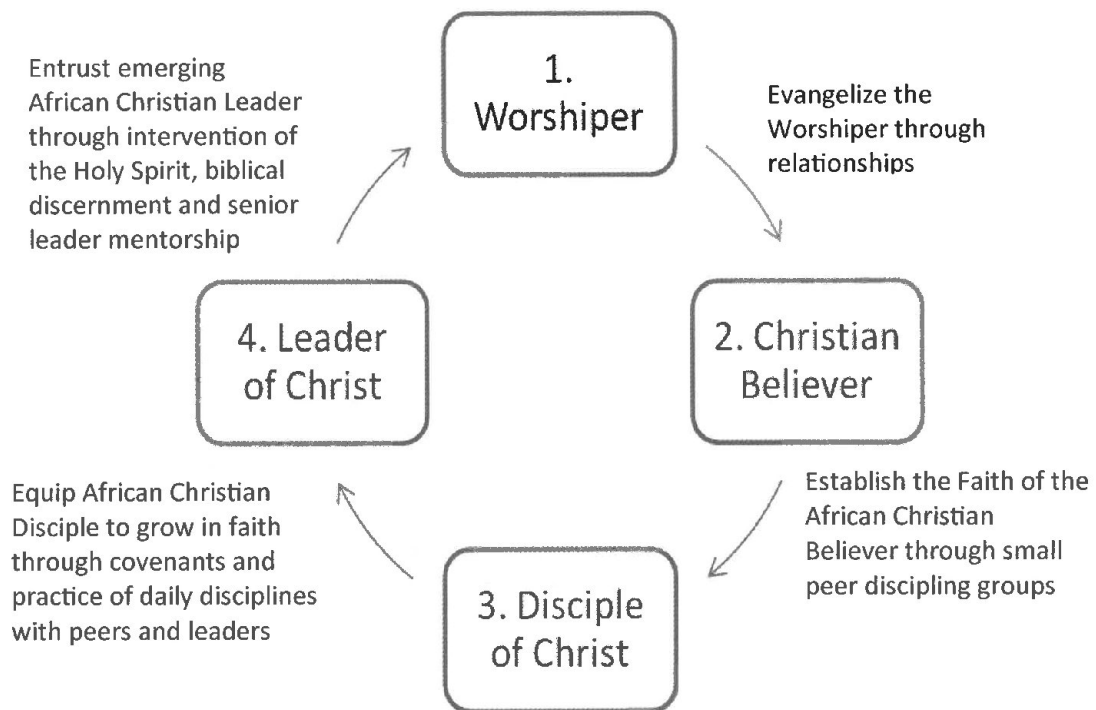 1.
Worshiper
Evangelize the
Worshiper through
relationships
2. Christian
Believer
Establish the Faith of the
African Christian
Believer through small
peer discipling groups
3. Disciple
of Christ
Equip African Christian
Disciple to grow in faith
through covenants and
practice of daily disciplines
with peers and leaders
4. Leader
of Christ
Entrust emerging
African Christian Leader
through intervention of
the Holy Spirit, biblical
discernment and senior
leader mentorship